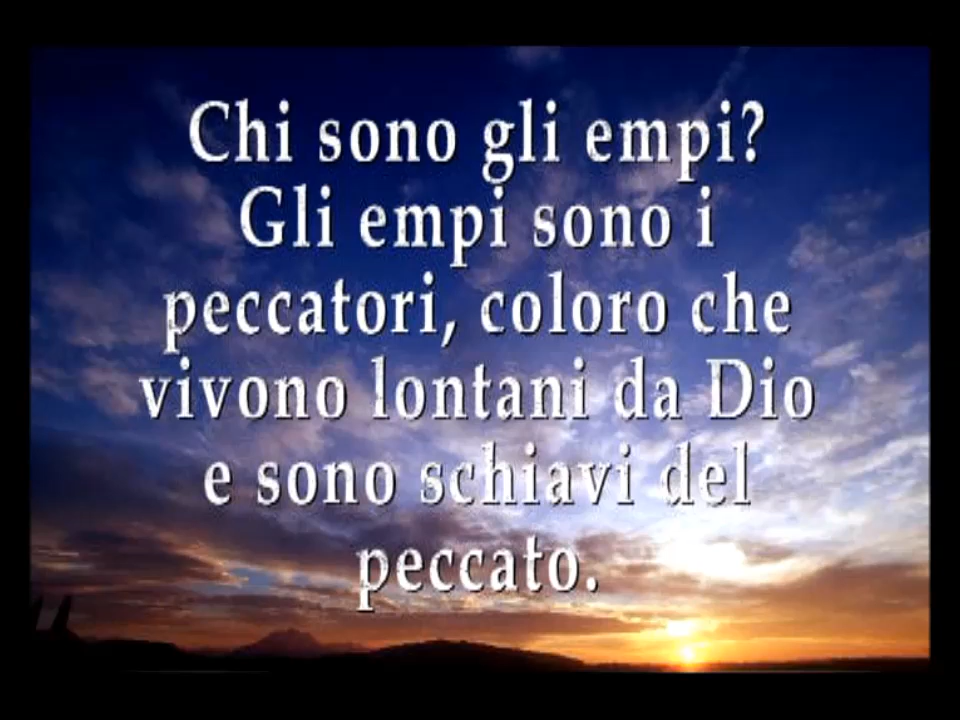 Chi sono gli empi?
Gli empi sono i
peccatori, coloro che
vivono lontani da Dio
e sono schiavi del
peccato.